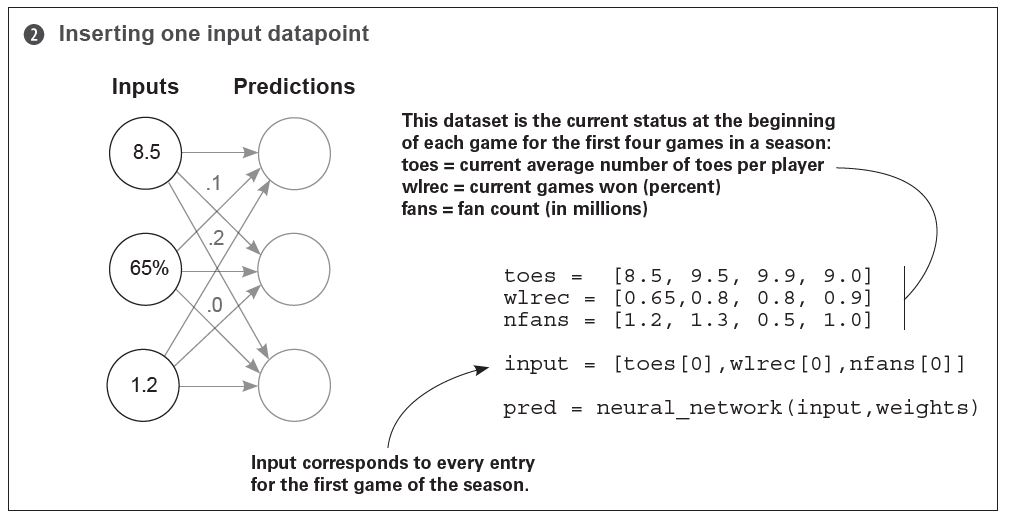 2 Inserting one input datapoint
Inputs Predictions
8.5
.1
65%
.2
.0
1.2
This dataset is the current status at the beginning
of each game for the first four games in a season:
toes = current average number of toes per player
wlrec = current games won (percent)
fans = fan count (in millions)
toes = [8.5, 9.5, 9.9, 9.0]
wlrec = [0.65,0.8, 0.8, 0.9]
nfans = [1.2, 1.3, 0.5, 1.0]
input = [toes[0],wlrec[0],nfans[0]]
pred = neural_network(input,weights)
Input corresponds to every entry
for the first game of the season.